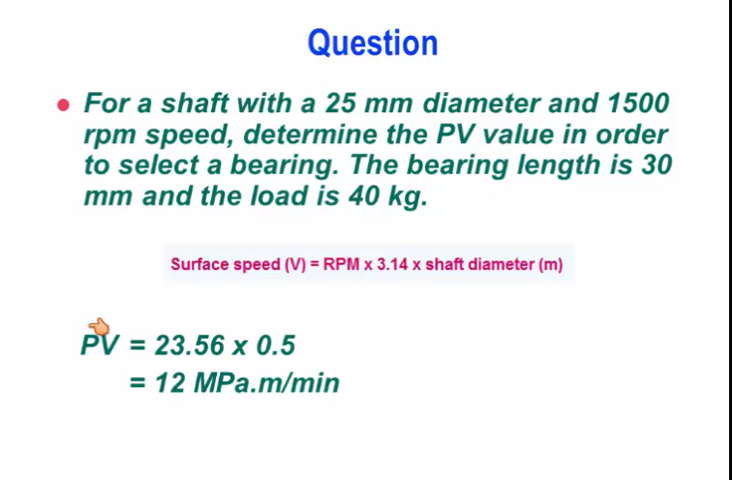 Question
For a shaft with a 25 mm diameter and 1500
rpm speed, determine the PV value in order
to select a bearing. The bearing length is 30
mm and the load is 40 kg.
Surface speed (V) = RPM x 3.14 x shaft diameter (m)
PV = 23.56 x 0.5
= 12 MPa.m/min